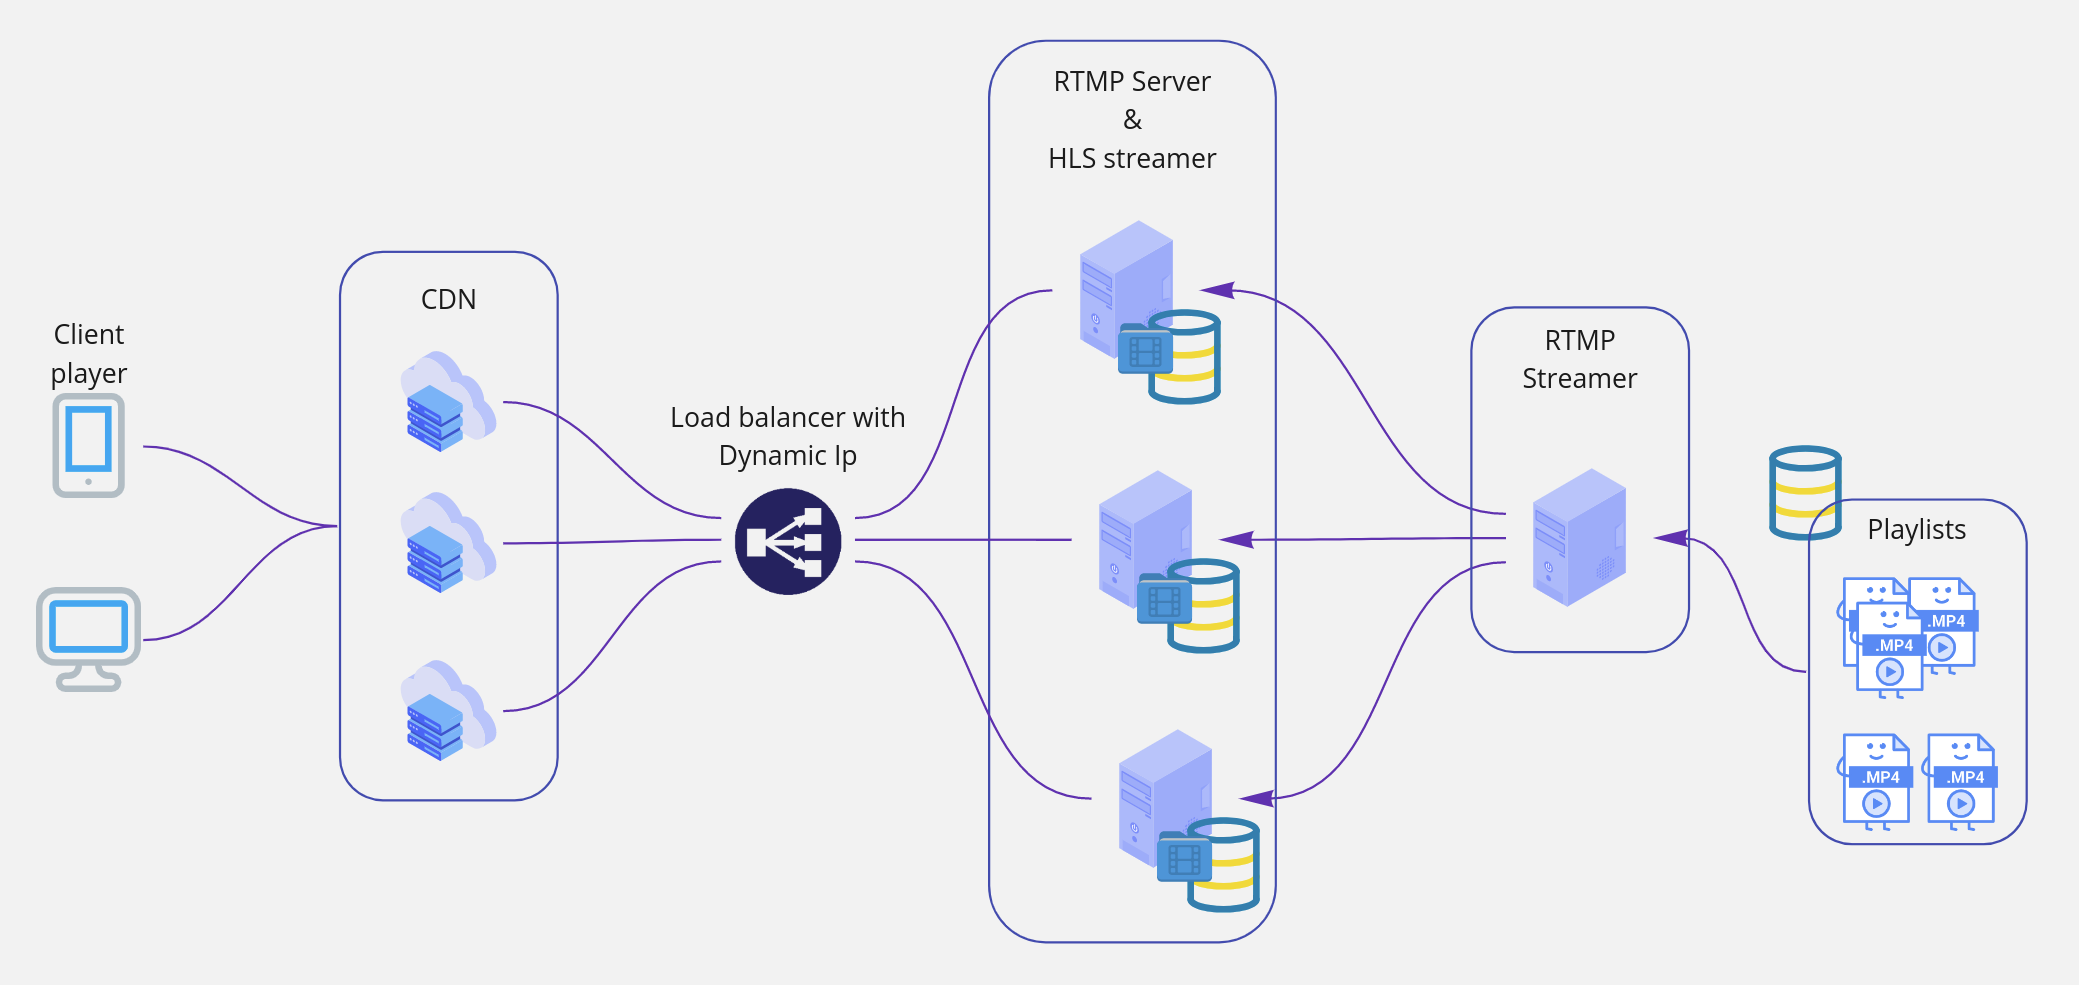 RTMP Server
&
HLS streamer
CDN
Client
player
Load balancer with
Dynamic Ip
RTMP
Streamer
Playlists
.MP4
.MP4
.MP4
.MP4